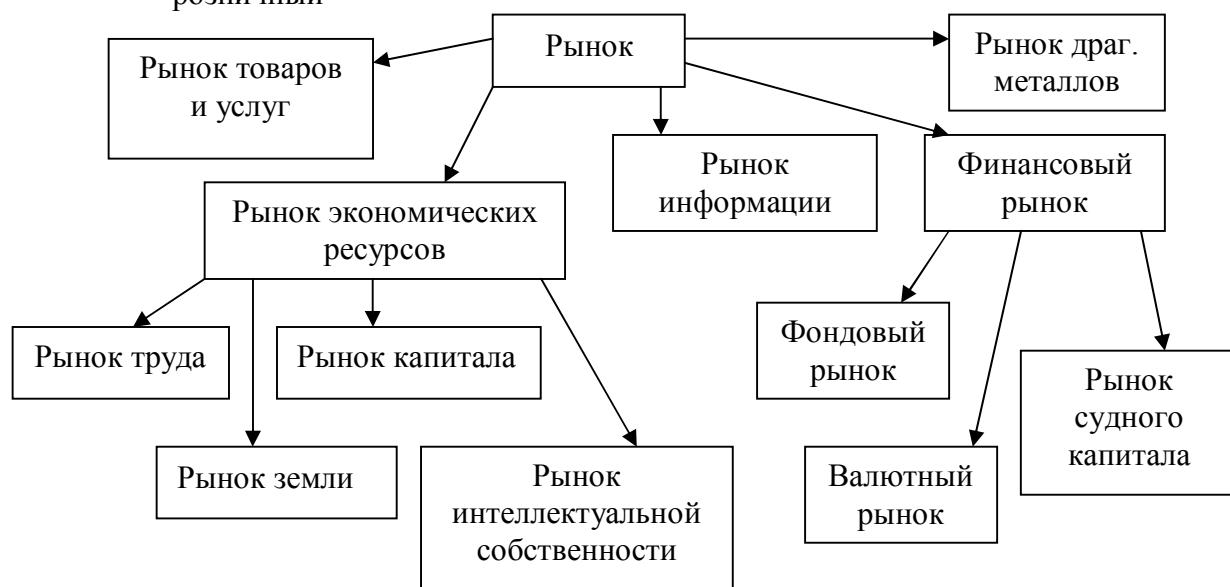 розничный
Рынок
Рынок товаров
и услуг
Рынок драг.
металлов
Рынок
информации
Финансовый
рынок
Рынок экономических
ресурсов
Рынок труда
Рынок капитала
Фондовый
рынок
Рынок
судного
капитала
Рынок земли
Рынок
интеллектуальной
собственности
Валютный
рынок